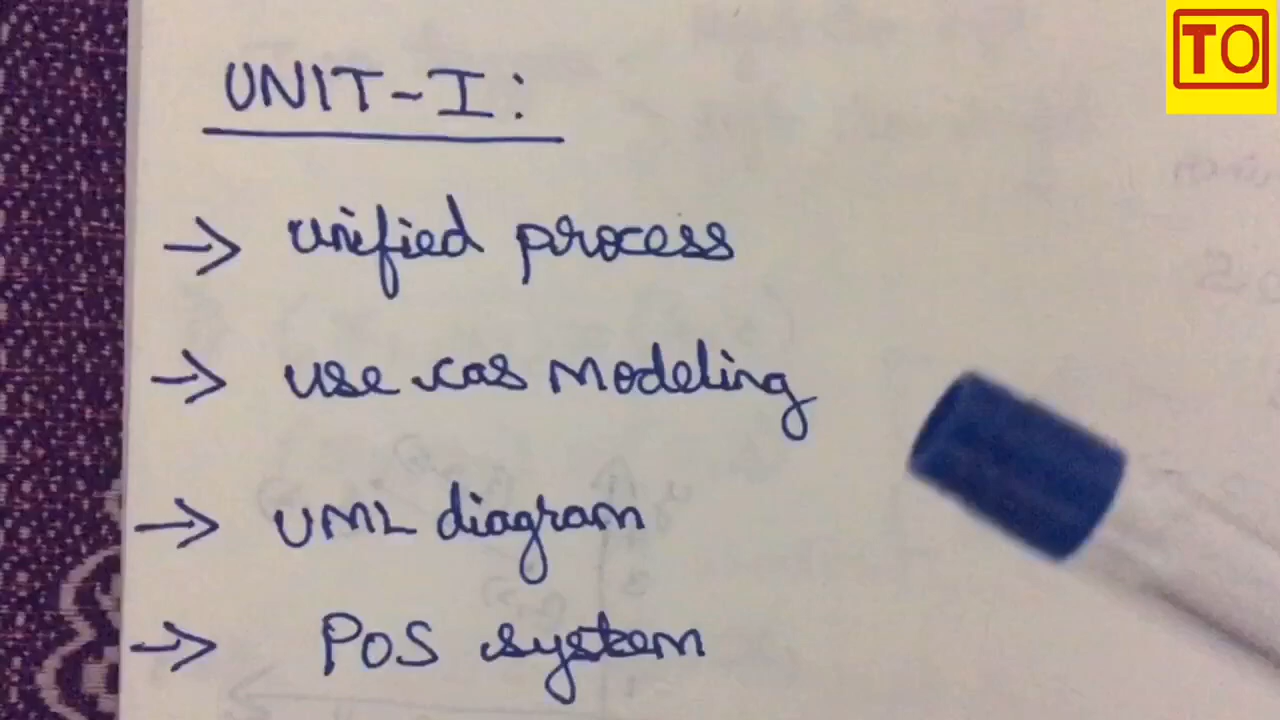 TO
UNIT-I:
→ unified process
→ use cas Modeling
→ UML diagram
→ POS system